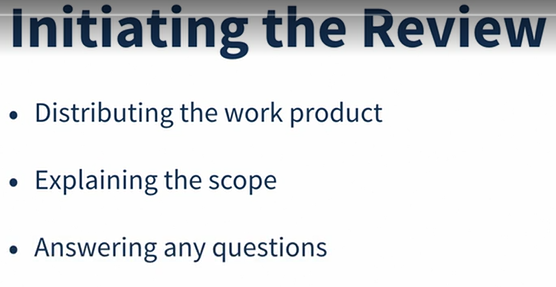 Initiating the Review
• Distributing the work product
• Explaining the scope
• Answering any questions